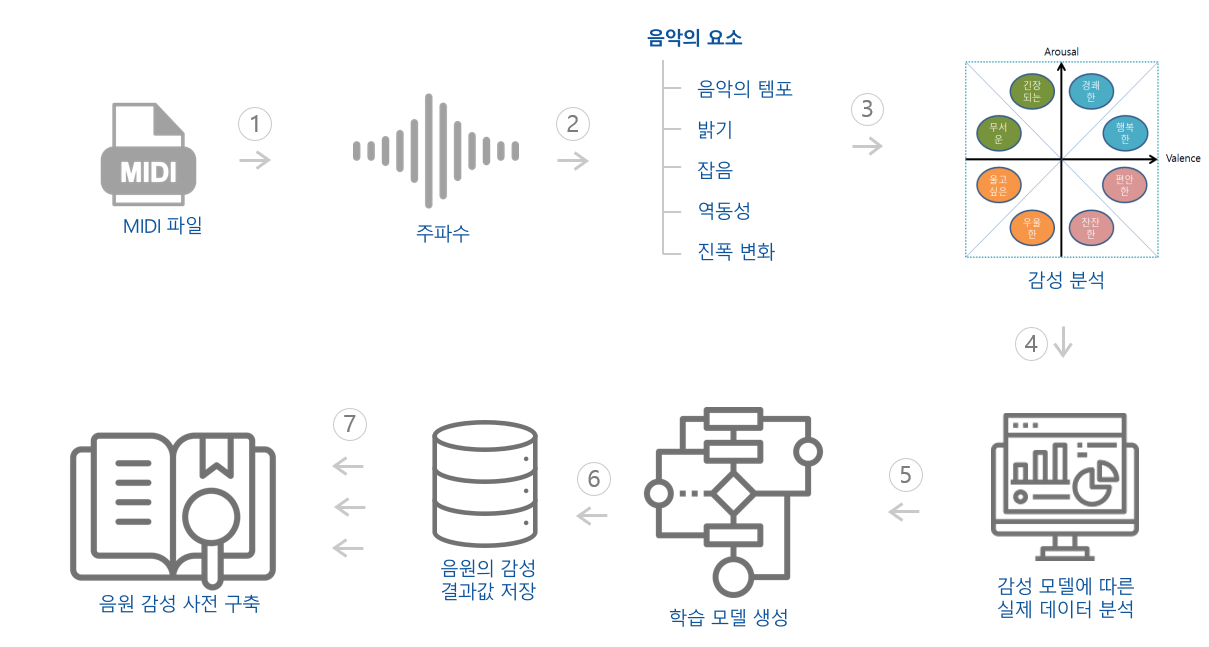 음악의 요소
Arousal
1
2
음악의 템포
3
긴장
되는
경쾌
한
MIDI
밝기
무서
운
행복
한
잡음
Valence
울고
싶은
편안
한
MIDI 파일
주파수
역동성
우울
한
잔잔
한
진폭 변화
감성 분석
4
7
6
5
음원의 감성
결과값 저장
감성 모델에 따른
실제 데이터 분석
음원 감성 사전 구축
학습 모델 생성